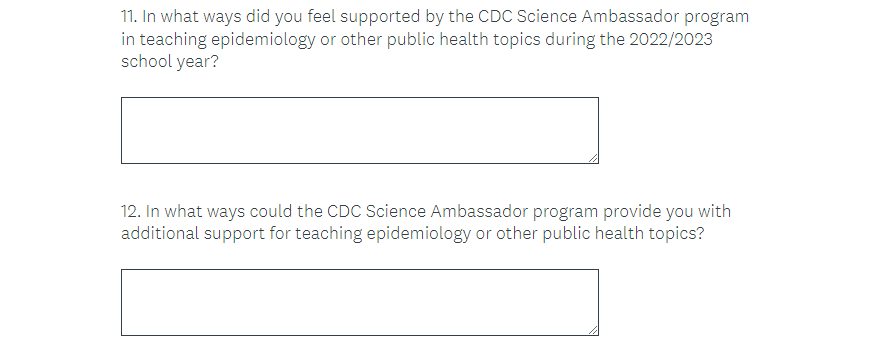 11. In what ways did you feel supported by the CDC Science Ambassador program
in teaching epidemiology or other public health topics during the 2022/2023
school year?
12. In what ways could the CDC Science Ambassador program provide you with
additional support for teaching epidemiology or other public health topics?